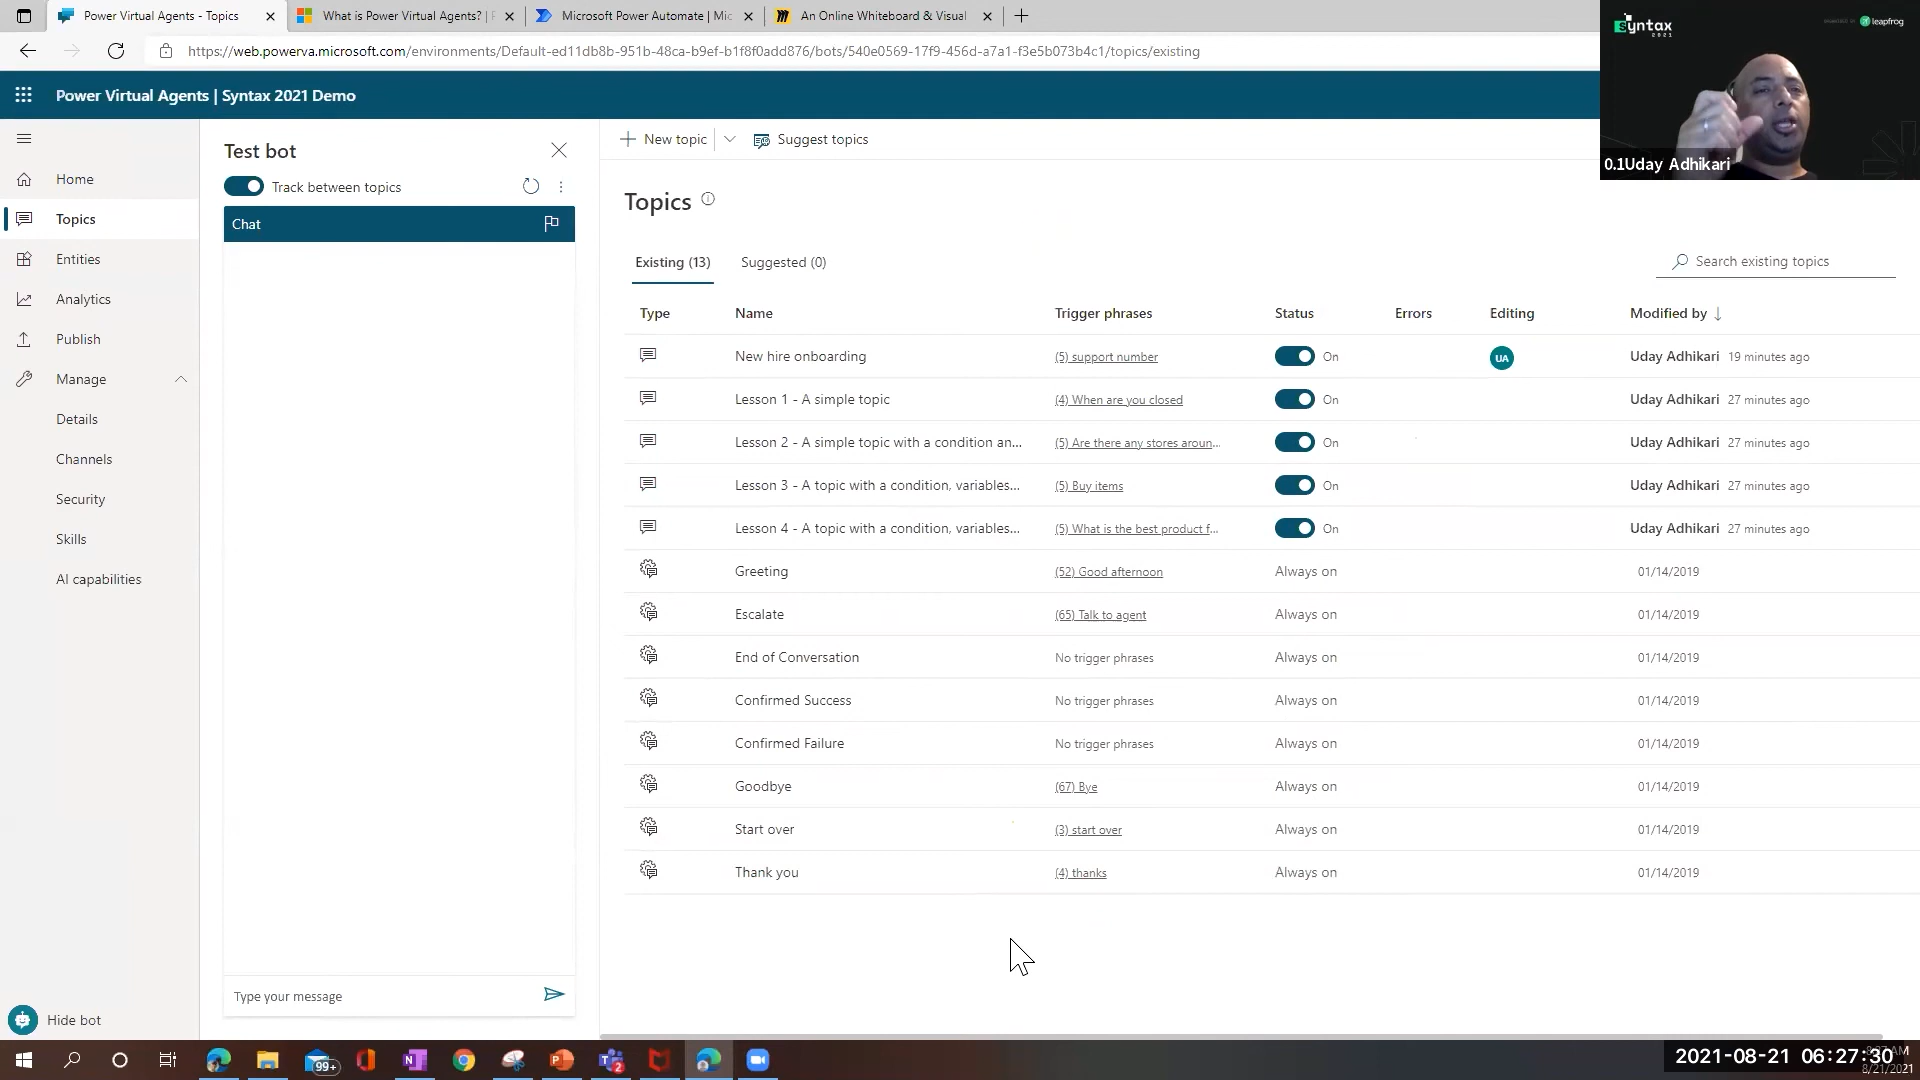 Power Virtual Agents - Topics
What is Power Virtual Agents? | P
Microsoft Power Automate | Mic
An Online Whiteboard & Visual
https://web.powerva.microsoft.com/environments/Default-ed11db8b-951b-48ca-b9ef-b1f8f0add876/bots/540e0569-17f9-456d-a7a1-f3e5b073b4c1/topics/existing
Syntax
2021
leapfrog
0.1Uday Adhikari
Power Virtual Agents | Syntax 2021 Demo
Home
Topics
Entities
Analytics
Publish
Manage
Details
Channels
Security
Skills
AI capabilities
Hide bot
Test bot
Track between topics
Chat
Type your message
New topic
Suggest topics
Topics
Existing (13)
Suggested (0)
Search existing topics
Type Name Trigger phrases Status Errors Editing Modified by
New hire onboarding (5) support number On UA Uday Adhikari 19 minutes ago
Lesson 1 - A simple topic (4) When are you closed On Uday Adhikari 27 minutes ago
Lesson 2 - A simple topic with a condition an... (5) Are there any stores aroun... On Uday Adhikari 27 minutes ago
Lesson 3 - A topic with a condition, variables... (5) Buy items On Uday Adhikari 27 minutes ago
Lesson 4 - A topic with a condition, variables... (5) What is the best product f... On Uday Adhikari 27 minutes ago
Greeting (52) Good afternoon Always on 01/14/2019
Escalate (65) Talk to agent Always on 01/14/2019
End of Conversation No trigger phrases Always on 01/14/2019
Confirmed Success No trigger phrases Always on 01/14/2019
Confirmed Failure No trigger phrases Always on 01/14/2019
Goodbye (67) Bye Always on 01/14/2019
Start over (3) start over Always on 01/14/2019
Thank you (4) thanks Always on 01/14/2019
99+
2
2021-08-21 06:27:30
8/21/2021